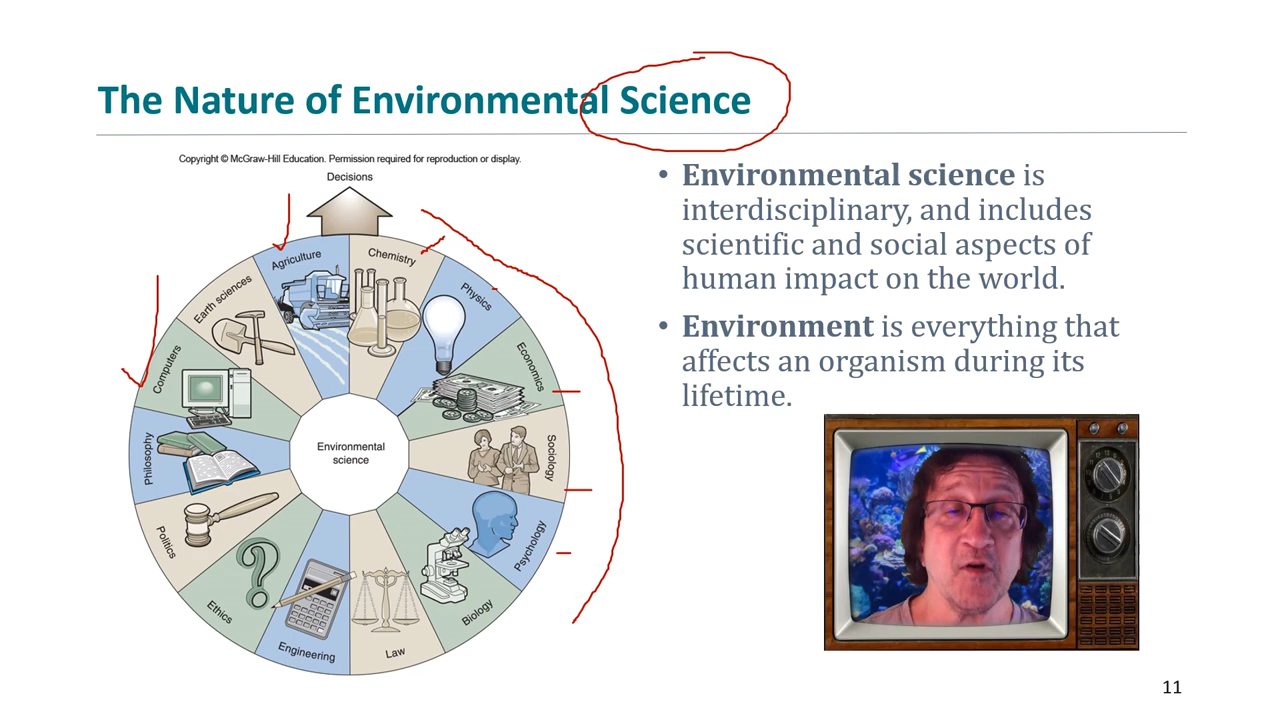 The Nature of Environmental Science
Copyright © McGraw-Hill Education. Permission required for reproduction or display.
Decisions
Agriculture
Chemistry
Physics
Economics
Sociology
Psychology
Biology
Law
Engineering
Ethics
Politics
Philosophy
Computers
Earth sciences
Environmental
science
• Environmental science is
interdisciplinary, and includes
scientific and social aspects of
human impact on the world.
• Environment is everything that
affects an organism during its
lifetime.
11